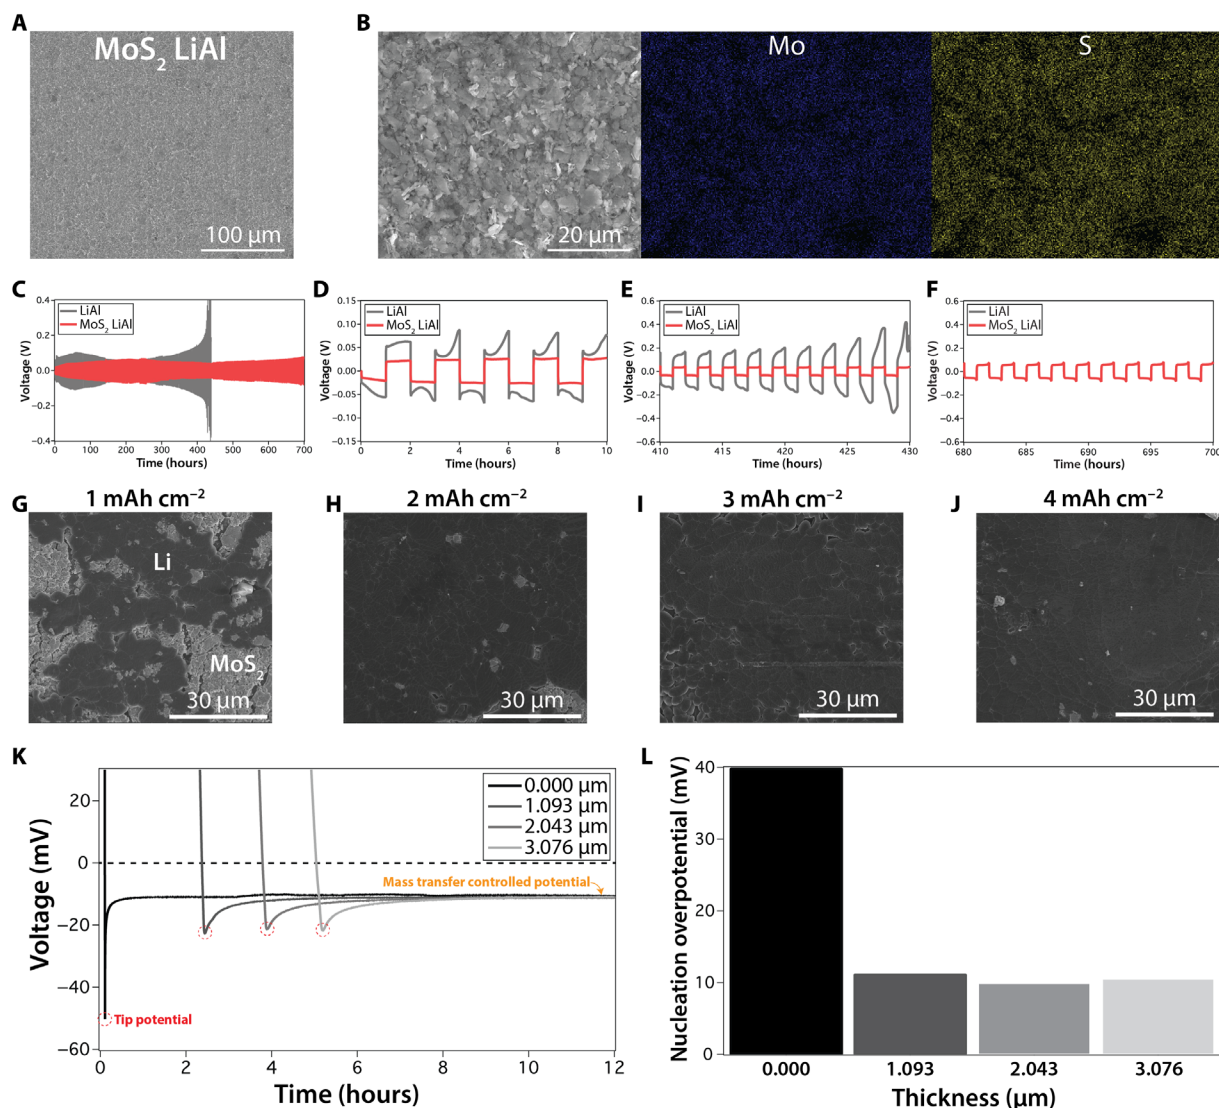 A
MoS2 LiAl
100 µm
B
20 µm
Mo
S
C
Voltage (V)
0.4
0.2
0.0
−0.2
−0.4
LiAl
MoS2 LiAl
0 100 200 300 400 500 600 700
Time (hours)
D
Voltage (V)
0.15
0.10
0.05
0.00
−0.05
−0.10
−0.15
LiAl
MoS2 LiAl
0 2 4 6 8 10
Time (hours)
E
Voltage (V)
0.6
0.4
0.2
0.0
−0.2
−0.4
−0.6
LiAl
MoS2 LiAl
410 415 420 425 430
Time (hours)
F
Voltage (V)
0.6
0.4
0.2
0.0
−0.2
−0.4
−0.6
LiAl
MoS2 LiAl
680 685 690 695 700
Time (hours)
G
1 mAh cm−2
Li
MoS2
30 µm
H
2 mAh cm−2
30 µm
I
3 mAh cm−2
30 µm
J
4 mAh cm−2
30 µm
K
Voltage (mV)
20
0
−20
−40
−60
0.000 µm
1.093 µm
2.043 µm
3.076 µm
Mass transfer controlled potential
Tip potential
0 2 4 6 8 10 12
Time (hours)
L
Nucleation overpotential (mV)
40
30
20
10
0
0.000 1.093 2.043 3.076
Thickness (µm)